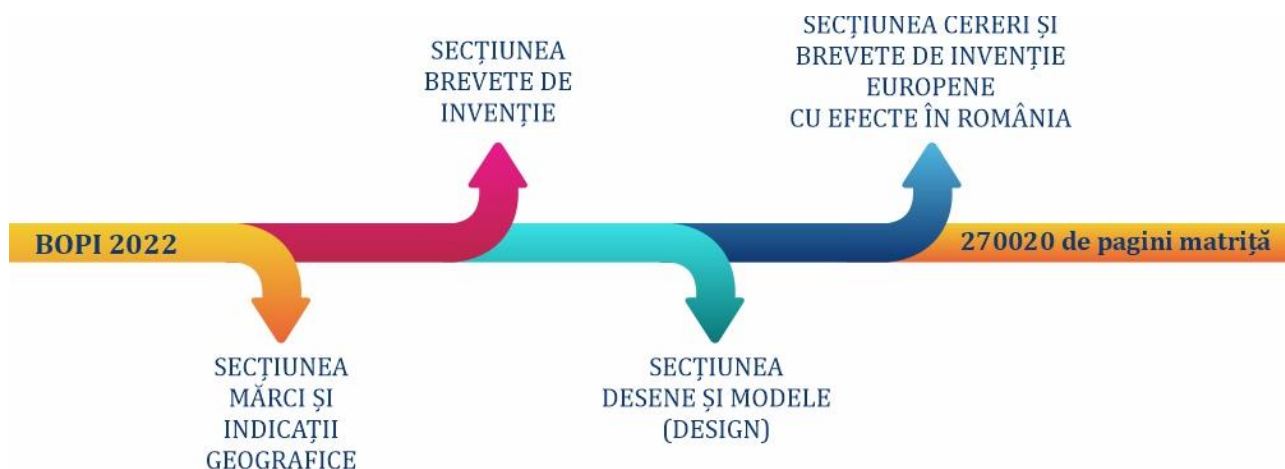 BOPI 2022
SECȚIUNEA
MĂRCI ȘI
INDICAȚII
GEOGRAFICE
SECȚIUNEA
BREVETE DE
INVENȚIE
SECȚIUNEA
DESENE ȘI MODELE
(DESIGN)
SECȚIUNEA CERERI ȘI
BREVETE DE INVENȚIE
EUROPENE
CU EFECTE ÎN ROMÂNIA
270020 de pagini matriță